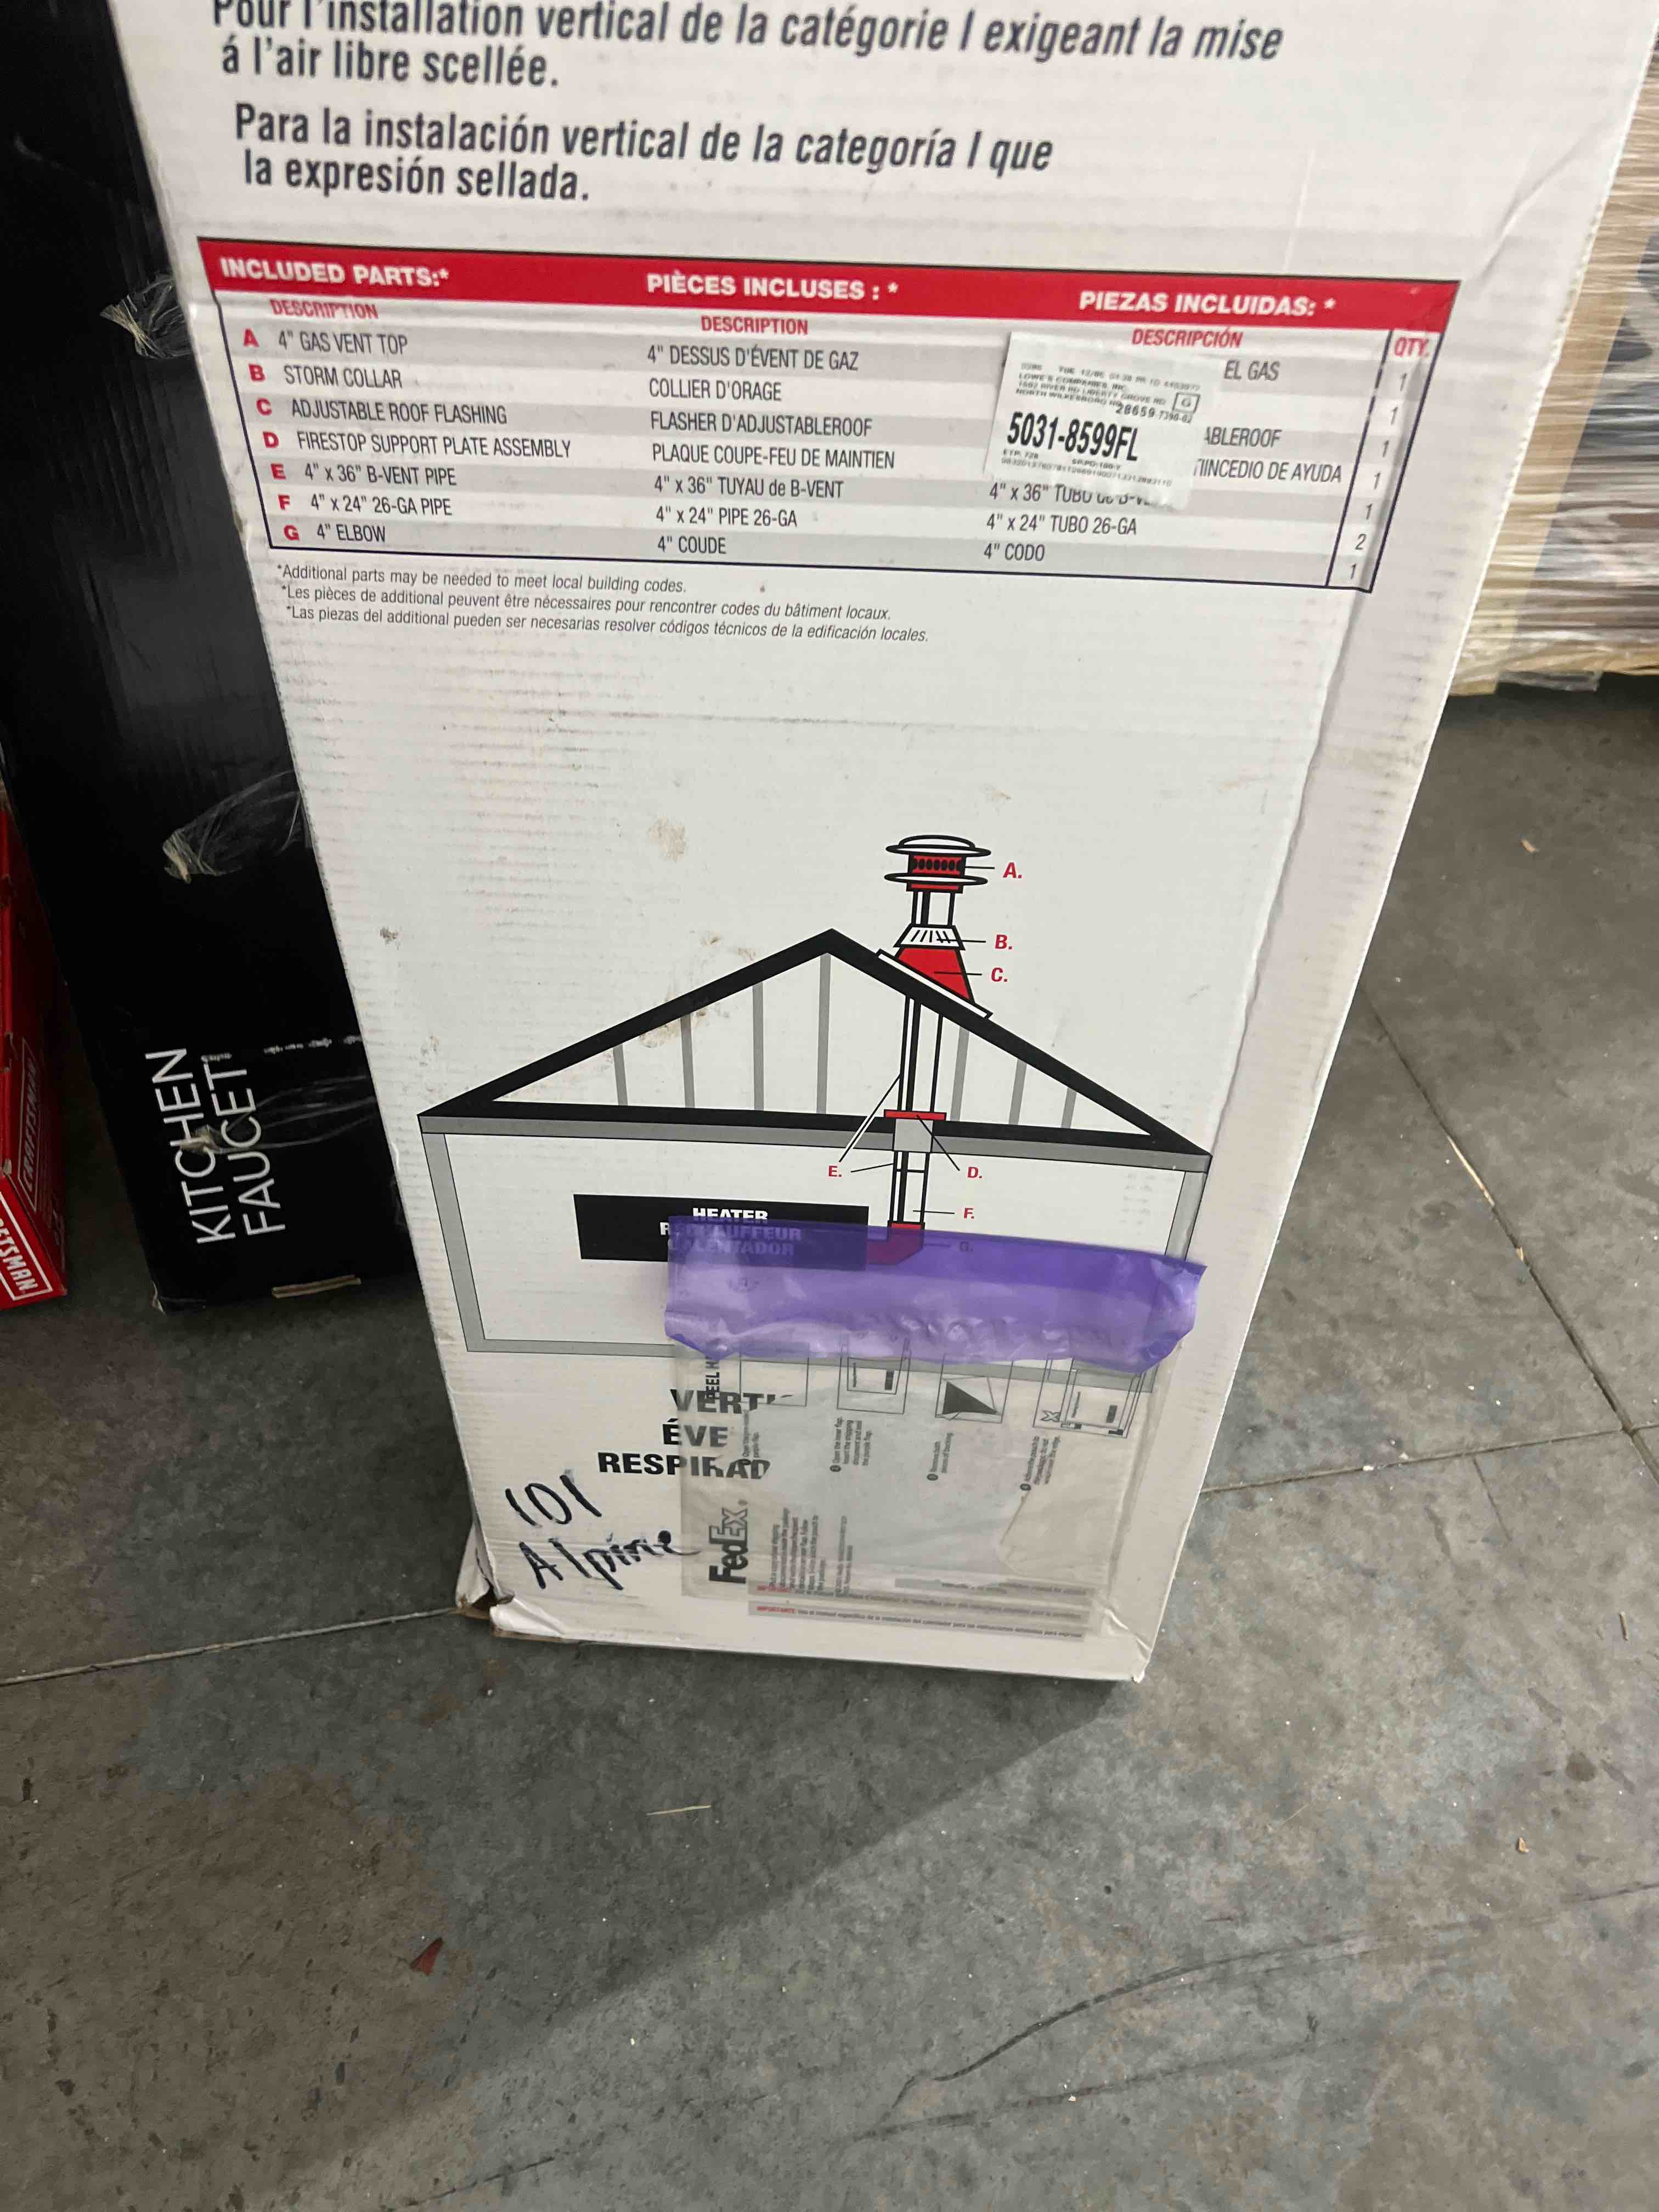 Pour l'installation vertical de la catégorie I exigeant la mise
á l'air libre scellée.
Para la instalación vertical de la categoría I que
la expresión sellada.
INCLUDED PARTS:* PIÈCES INCLUSES : * PIEZAS INCLUIDAS: *
DESCRIPTION DESCRIPTION DESCRIPCIÓN QTY.
A 4" GAS VENT TOP 4" DESSUS D'ÉVENT DE GAZ EL GAS 1
B STORM COLLAR COLLIER D'ORAGE 1
C ADJUSTABLE ROOF FLASHING FLASHER D'ADJUSTABLEROOF ABLEROOF 1
D FIRESTOP SUPPORT PLATE ASSEMBLY PLAQUE COUPE-FEU DE MAINTIEN INCEDIO DE AYUDA 1
E 4" x 36" B-VENT PIPE 4" x 36" TUYAU de B-VENT 4" x 36" TUBO 1
F 4" x 24" 26-GA PIPE 4" x 24" PIPE 26-GA 4" x 24" TUBO 26-GA 2
G 4" ELBOW 4" COUDE 4" CODO 1
LOWE'S COMPANIES, INC.
NORTH WILKESBORO
28659-7390-02
G
5031-8599FL
*Additional parts may be needed to meet local building codes.
*Les pièces de additional peuvent être nécessaires pour rencontrer codes du bâtiment locaux.
*Las piezas del additional pueden ser necesarias resolver códigos técnicos de la edificación locales.
A.
B.
C.
E.
D.
F.
G.
HEATER
VERT
ÉVE
RESPIRAD
101
Alpine
FedEx
KITCHEN
FAUCET
CRAFTSMAN
RTSMAN